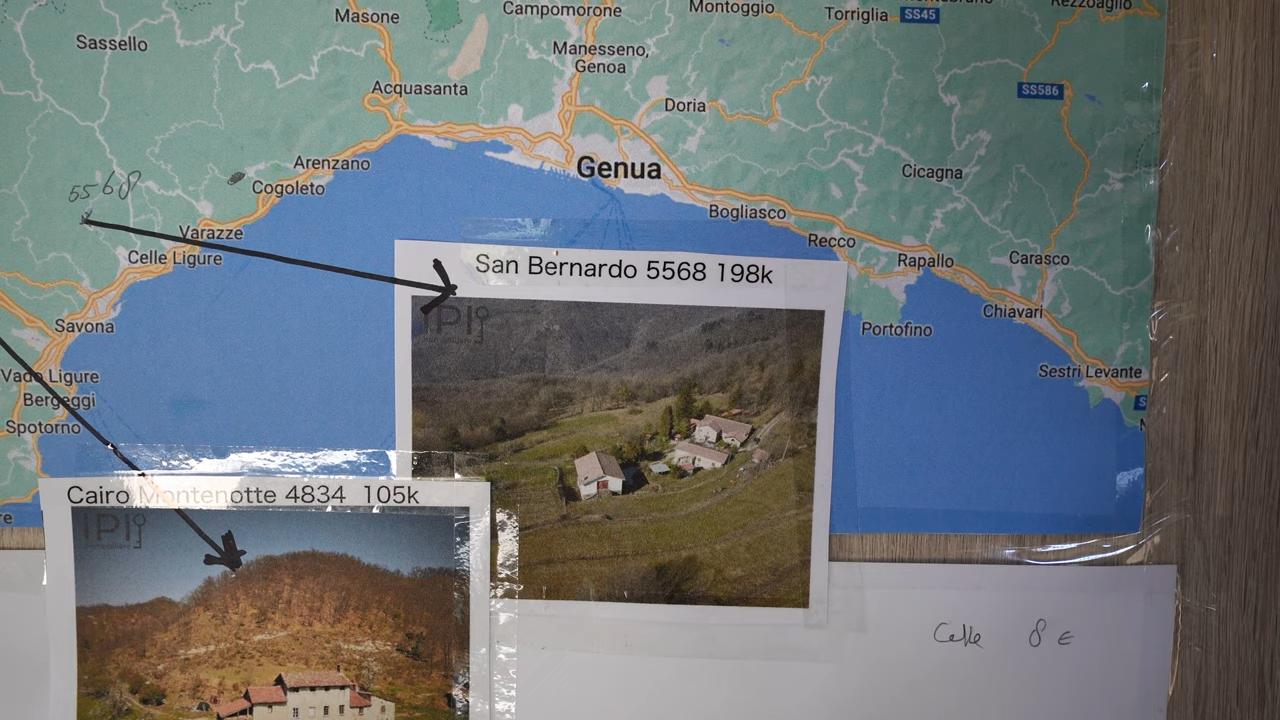 Masone
Campomorone
Montoggio
Torriglia
SS45
Rezzoaglio
Sassello
Manesseno,
Genoa
Acquasanta
SS586
Doria
Arenzano
Genua
Cicagna
5568
Cogoleto
Bogliasco
Varazze
Recco
Celle Ligure
Rapallo
Carasco
San Bernardo 5568 198k
Chiavari
Savona
Portofino
IPI
Vado Ligure
Sestri Levante
Bergeggi
Spotorno
Cairo Montenotte 4834 105k
IPI
8 €